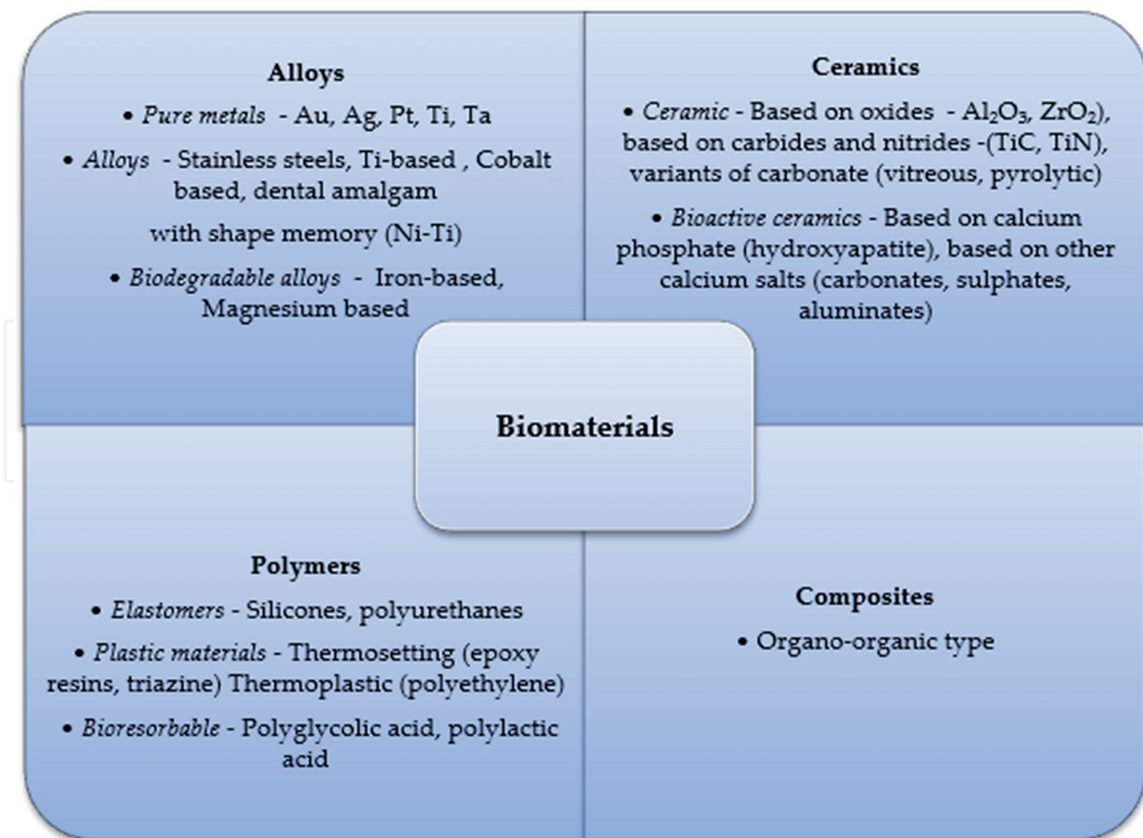 Alloys
• Pure metals - Au, Ag, Pt, Ti, Ta
• Alloys - Stainless steels, Ti-based , Cobalt
based, dental amalgam
with shape memory (Ni-Ti)
• Biodegradable alloys - Iron-based,
Magnesium based
Ceramics
• Ceramic - Based on oxides - Al₂O₃, ZrO₂),
based on carbides and nitrides -(TiC, TiN),
variants of carbonate (vitreous, pyrolytic)
• Bioactive ceramics - Based on calcium
phosphate (hydroxyapatite), based on other
calcium salts (carbonates, sulphates,
aluminates)
Biomaterials
Polymers
• Elastomers - Silicones, polyurethanes
• Plastic materials - Thermosetting (epoxy
resins, triazine) Thermoplastic (polyethylene)
• Bioresorbable - Polyglycolic acid, polylactic
acid
Composites
• Organo-organic type